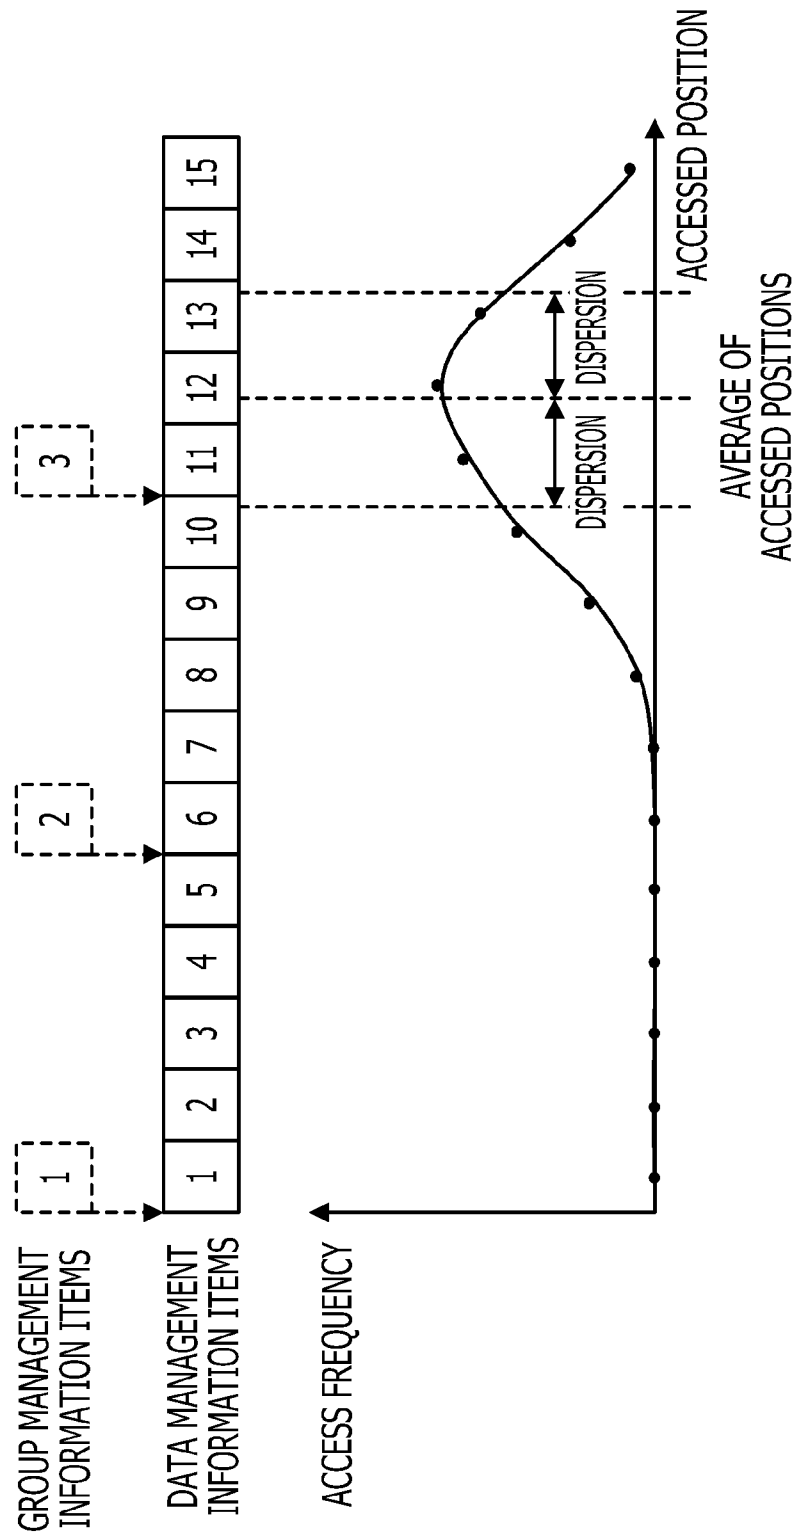 GROUP MANAGEMENT
INFORMATION ITEMS
1
2
3
DATA MANAGEMENT
INFORMATION ITEMS
1 2 3 4 5 6 7 8 9 10 11 12 13 14 15
ACCESS FREQUENCY
DISPERSION
DISPERSION
ACCESSED POSITION
AVERAGE OF
ACCESSED POSITIONS